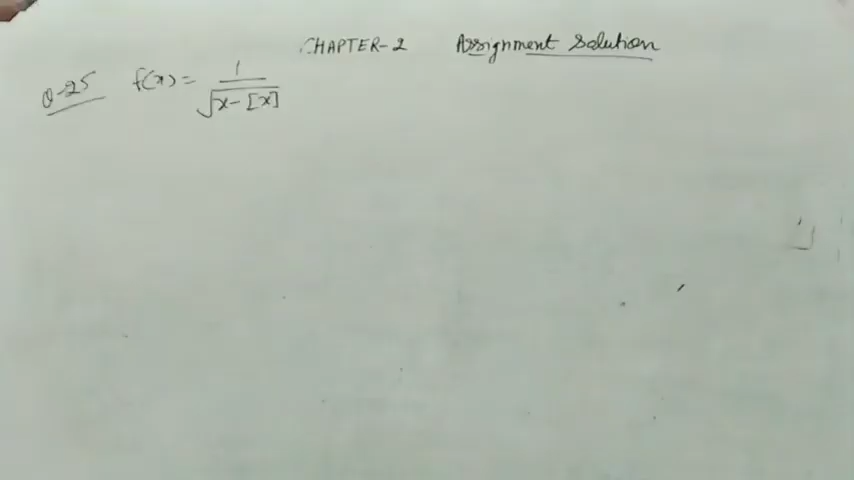 CHAPTER-2 Assignment Solution
Q-25 f(x) = 1/√(x-[x])